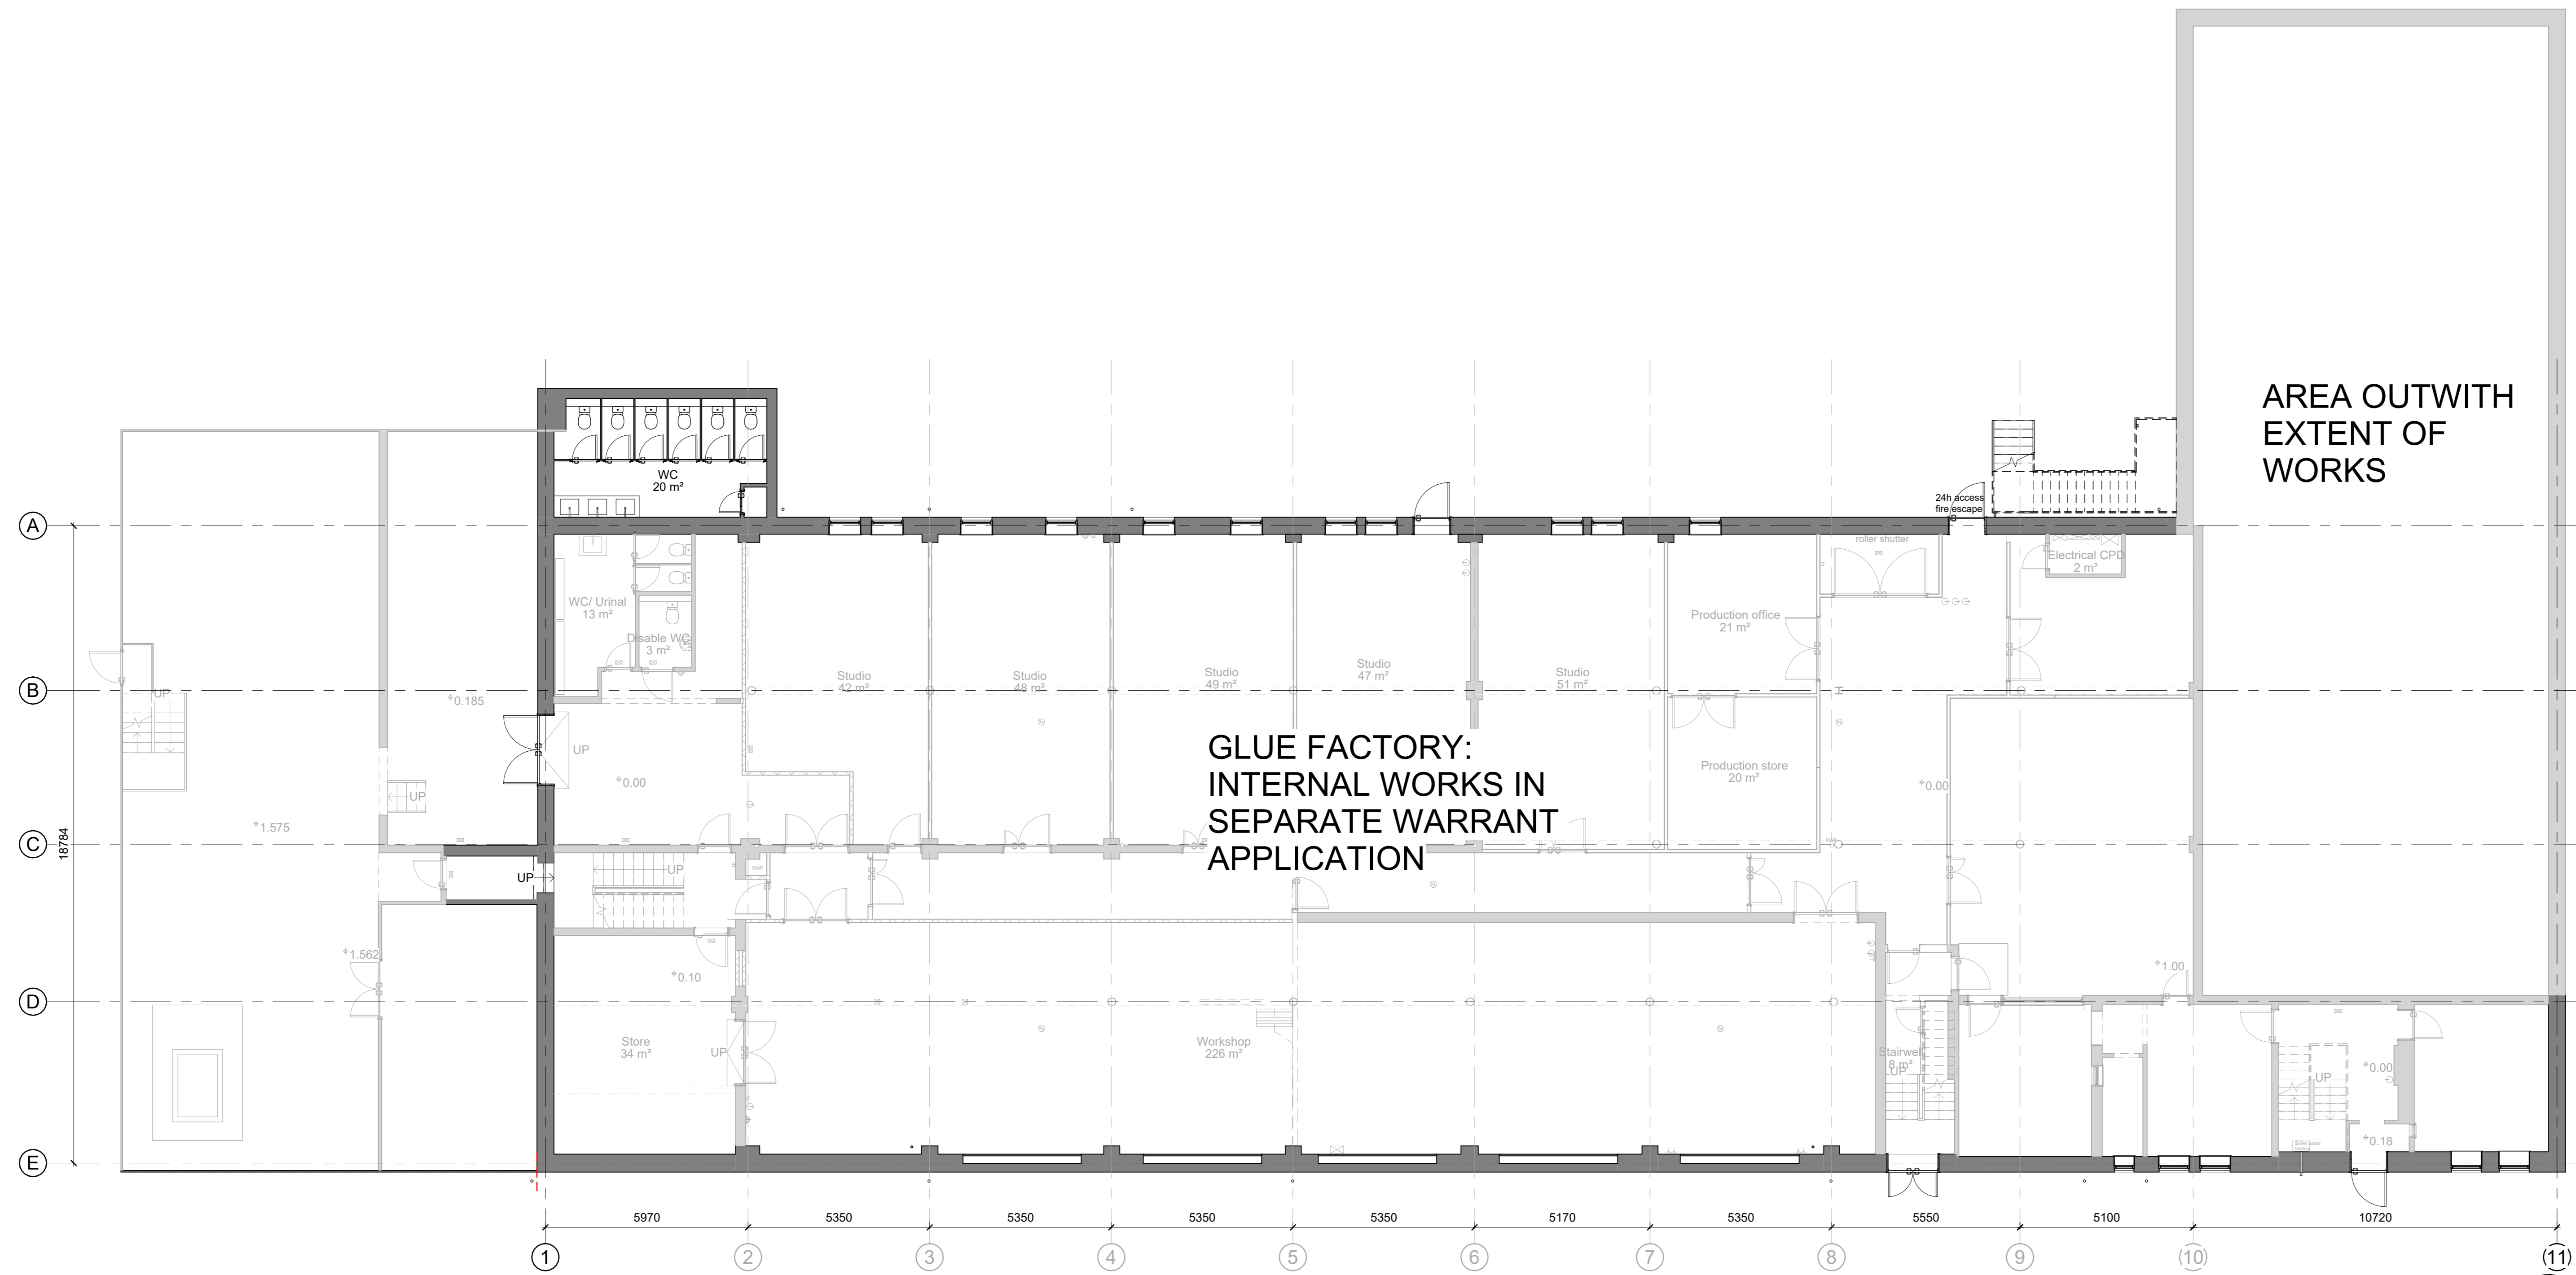 AREA OUTWITH
EXTENT OF
WORKS
WC
20 m²
A
24h access
fire escape
roller shutter
Electrical CPD
2 m²
WC/ Urinal
13 m²
Disable WC
3 m²
Production office
21 m²
Studio
42 m²
Studio
48 m²
Studio
49 m²
Studio
47 m²
Studio
51 m²
B
UP
0.185
UP
GLUE FACTORY:
INTERNAL WORKS IN
SEPARATE WARRANT
APPLICATION
Production store
20 m²
0.00
0.00
UP
1.575
C
18784
UP
UP
1.562
0.10
1.00
D
Store
34 m²
UP
Workshop
226 m²
Stairwell
8 m²
UP
UP
0.00
0.18
E
5970
5350
5350
5350
5350
5170
5350
5550
5100
10720
1
2
3
4
5
6
7
8
9
10
11